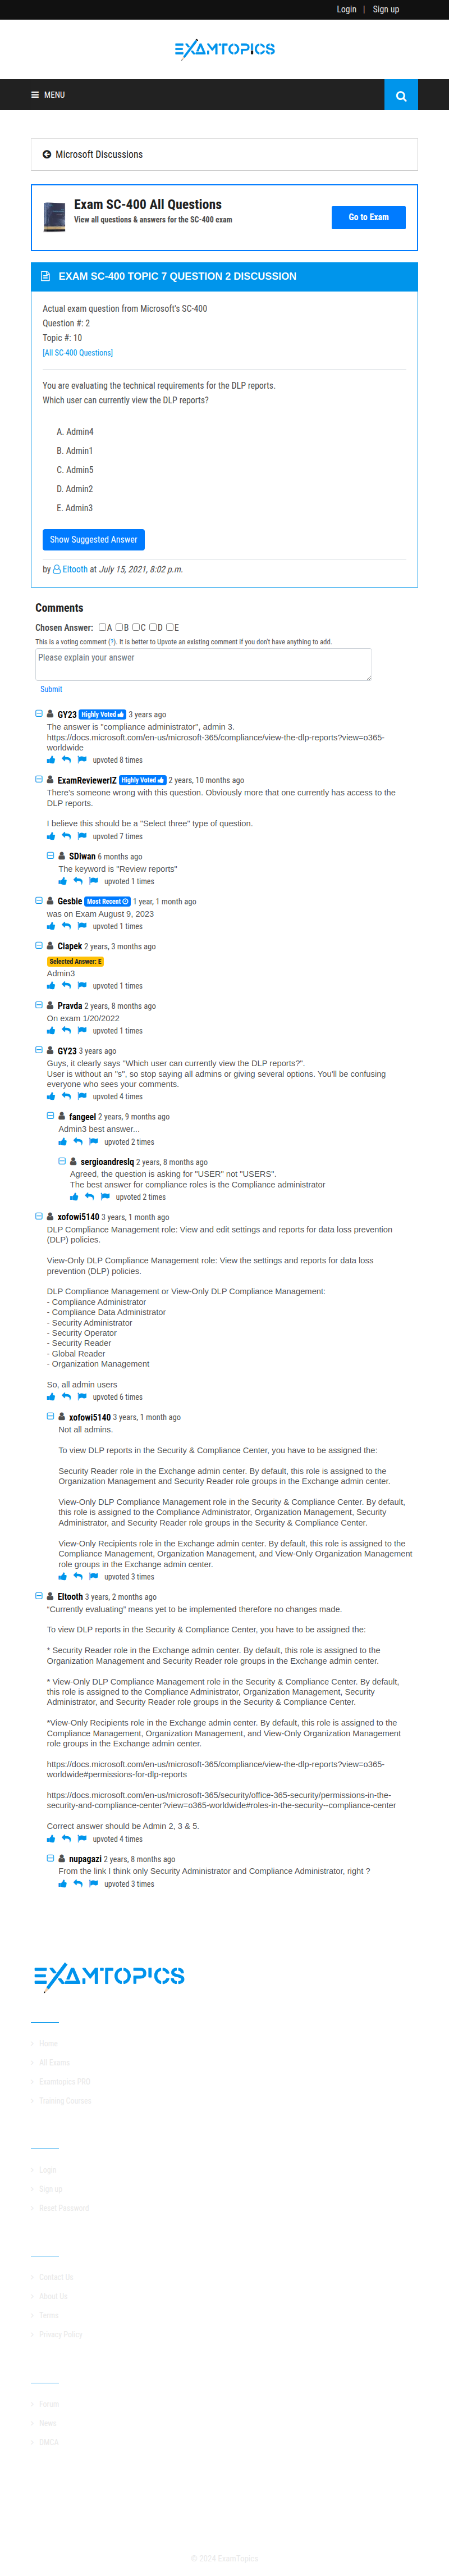 Login | Sign up
EXAMTOPICS
MENU
Microsoft Discussions
Exam SC-400 All Questions
View all questions & answers for the SC-400 exam
Go to Exam
EXAM SC-400 TOPIC 7 QUESTION 2 DISCUSSION
Actual exam question from Microsoft's SC-400
Question #: 2
Topic #: 10
[All SC-400 Questions]
You are evaluating the technical requirements for the DLP reports.
Which user can currently view the DLP reports?
A. Admin4
B. Admin1
C. Admin5
D. Admin2
E. Admin3
Show Suggested Answer
by Eltooth at July 15, 2021, 8:02 p.m.
Comments
Chosen Answer: A B C D E
This is a voting comment (?). It is better to Upvote an existing comment if you don't have anything to add.
Please explain your answer
Submit
GY23 Highly Voted 3 years ago
The answer is "compliance administrator", admin 3.
https://docs.microsoft.com/en-us/microsoft-365/compliance/view-the-dlp-reports?view=o365-
worldwide
upvoted 8 times
ExamReviewerIZ Highly Voted 2 years, 10 months ago
There's someone wrong with this question. Obviously more that one currently has access to the
DLP reports.
I believe this should be a "Select three" type of question.
upvoted 7 times
SDiwan 6 months ago
The keyword is "Review reports"
upvoted 1 times
Gesbie Most Recent 1 year, 1 month ago
was on Exam August 9, 2023
upvoted 1 times
Ciapek 2 years, 3 months ago
Selected Answer: E
Admin3
upvoted 1 times
Pravda 2 years, 8 months ago
On exam 1/20/2022
upvoted 1 times
GY23 3 years ago
Guys, it clearly says "Which user can currently view the DLP reports?".
User is without an "s", so stop saying all admins or giving several options. You'll be confusing
everyone who sees your comments.
upvoted 4 times
fangeel 2 years, 9 months ago
Admin3 best answer...
upvoted 2 times
sergioandreslq 2 years, 8 months ago
Agreed, the question is asking for "USER" not "USERS".
The best answer for compliance roles is the Compliance administrator
upvoted 2 times
xofowi5140 3 years, 1 month ago
DLP Compliance Management role: View and edit settings and reports for data loss prevention
(DLP) policies.
View-Only DLP Compliance Management role: View the settings and reports for data loss
prevention (DLP) policies.
DLP Compliance Management or View-Only DLP Compliance Management:
- Compliance Administrator
- Compliance Data Administrator
- Security Administrator
- Security Operator
- Security Reader
- Global Reader
- Organization Management
So, all admin users
upvoted 6 times
xofowi5140 3 years, 1 month ago
Not all admins.
To view DLP reports in the Security & Compliance Center, you have to be assigned the:
Security Reader role in the Exchange admin center. By default, this role is assigned to the
Organization Management and Security Reader role groups in the Exchange admin center.
View-Only DLP Compliance Management role in the Security & Compliance Center. By default,
this role is assigned to the Compliance Administrator, Organization Management, Security
Administrator, and Security Reader role groups in the Security & Compliance Center.
View-Only Recipients role in the Exchange admin center. By default, this role is assigned to the
Compliance Management, Organization Management, and View-Only Organization Management
role groups in the Exchange admin center.
upvoted 3 times
Eltooth 3 years, 2 months ago
"Currently evaluating" means yet to be implemented therefore no changes made.
To view DLP reports in the Security & Compliance Center, you have to be assigned the:
* Security Reader role in the Exchange admin center. By default, this role is assigned to the
Organization Management and Security Reader role groups in the Exchange admin center.
* View-Only DLP Compliance Management role in the Security & Compliance Center. By default,
this role is assigned to the Compliance Administrator, Organization Management, Security
Administrator, and Security Reader role groups in the Security & Compliance Center.
*View-Only Recipients role in the Exchange admin center. By default, this role is assigned to the
Compliance Management, Organization Management, and View-Only Organization Management
role groups in the Exchange admin center.
https://docs.microsoft.com/en-us/microsoft-365/compliance/view-the-dlp-reports?view=o365-
worldwide#permissions-for-dlp-reports
https://docs.microsoft.com/en-us/microsoft-365/security/office-365-security/permissions-in-the-
security-and-compliance-center?view=o365-worldwide#roles-in-the-security--compliance-center
Correct answer should be Admin 2, 3 & 5.
upvoted 4 times
nupagazi 2 years, 8 months ago
From the link I think only Security Administrator and Compliance Administrator, right ?
upvoted 3 times
EXAMTOPICS
Home
All Exams
Examtopics PRO
Training Courses
Login
Sign up
Reset Password
Contact Us
About Us
Terms
Privacy Policy
Forum
News
DMCA
© 2024 ExamTopics